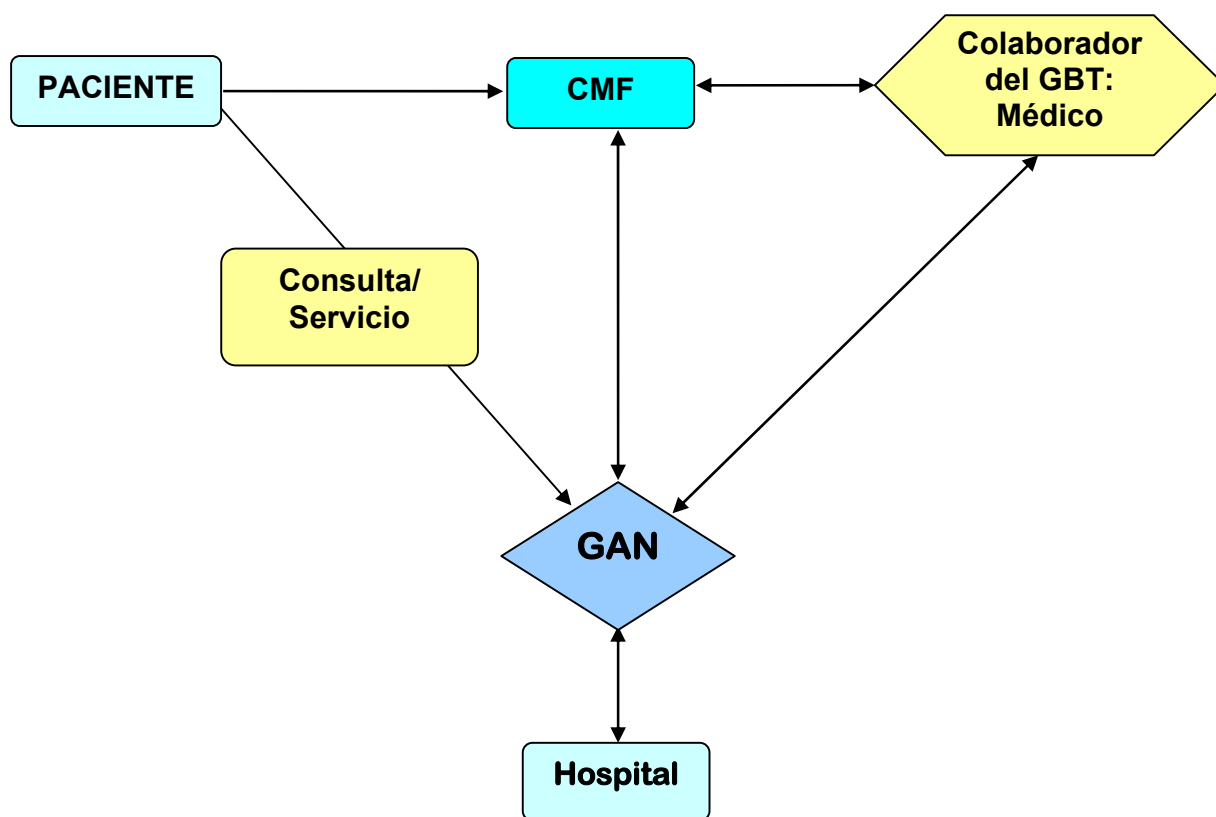 PACIENTE
CMF
Colaborador
del GBT:
Médico
Consulta/
Servicio
GAN
Hospital